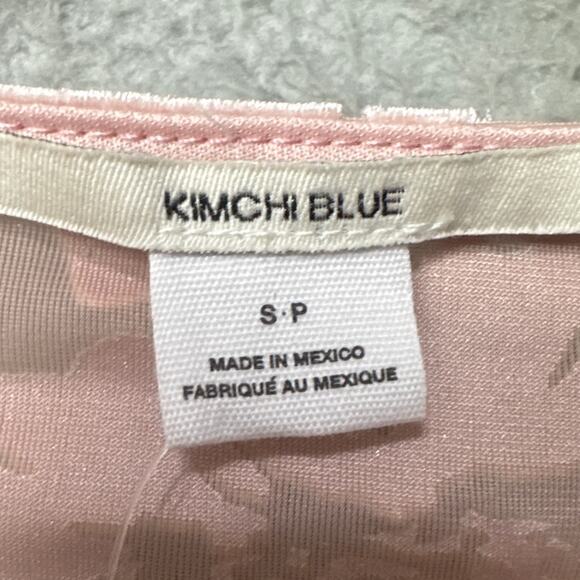 KIMCHI BLUE
S·P
MADE IN MEXICO
FABRIQUÉ AU MEXIQUE